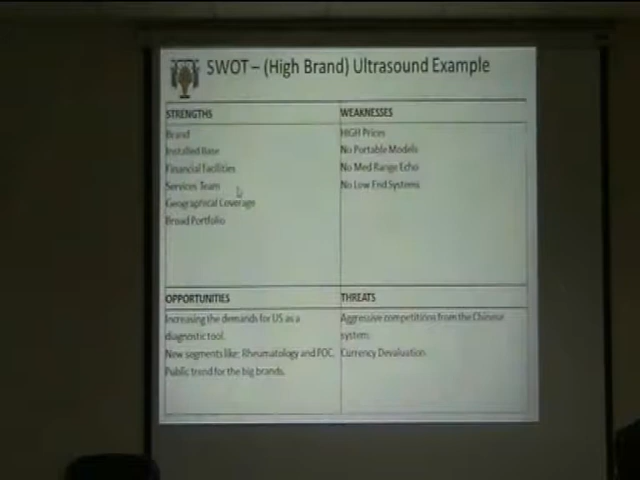 SWOT – (High Brand) Ultrasound Example
STRENGTHS
Brand
Installed Base
Financial Facilities
Services Team
Geographical Coverage
Broad Portfolio
WEAKNESSES
HIGH Prices
No Portable Models
No Med Range Echo
No Low End Systems
OPPORTUNITIES
Increasing the demands for US as a
diagnostic tool.
New segments like: Rheumatology and POC.
Public trend for the big brands.
THREATS
Aggressive competitions from the Chinese
system.
Currency Devaluation.